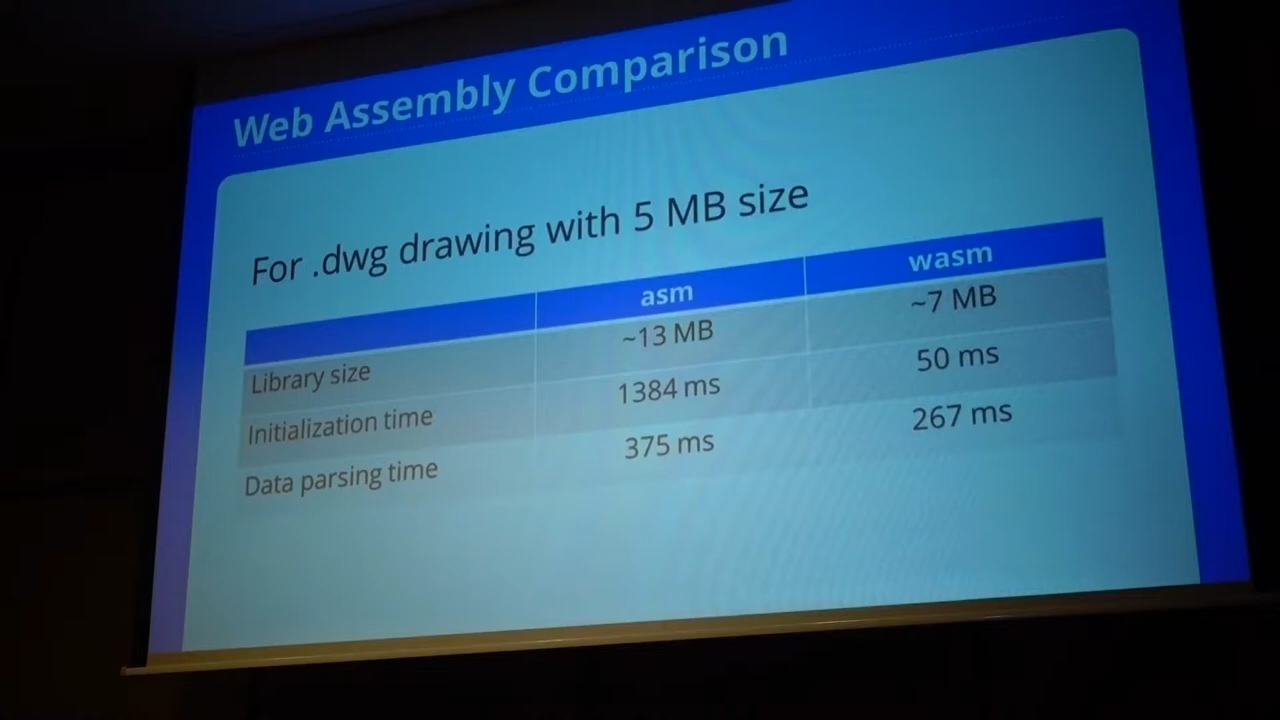 Web Assembly Comparison
For .dwg drawing with 5 MB size
asm wasm
Library size ~13 MB ~7 MB
Initialization time 1384 ms 50 ms
Data parsing time 375 ms 267 ms